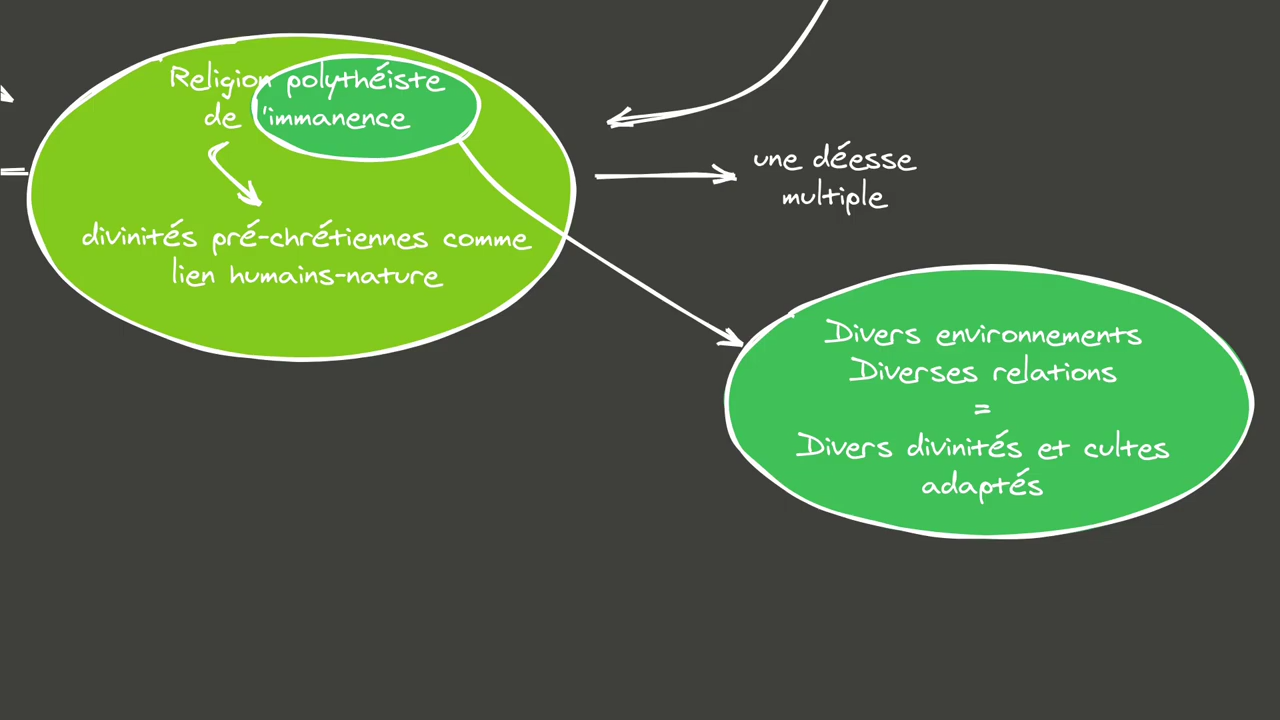 Religion polythéiste
de l'immanence
divinités pré-chrétiennes comme
lien humains-nature
une déesse
multiple
Divers environnements
Diverses relations
=
Divers divinités et cultes
adaptés